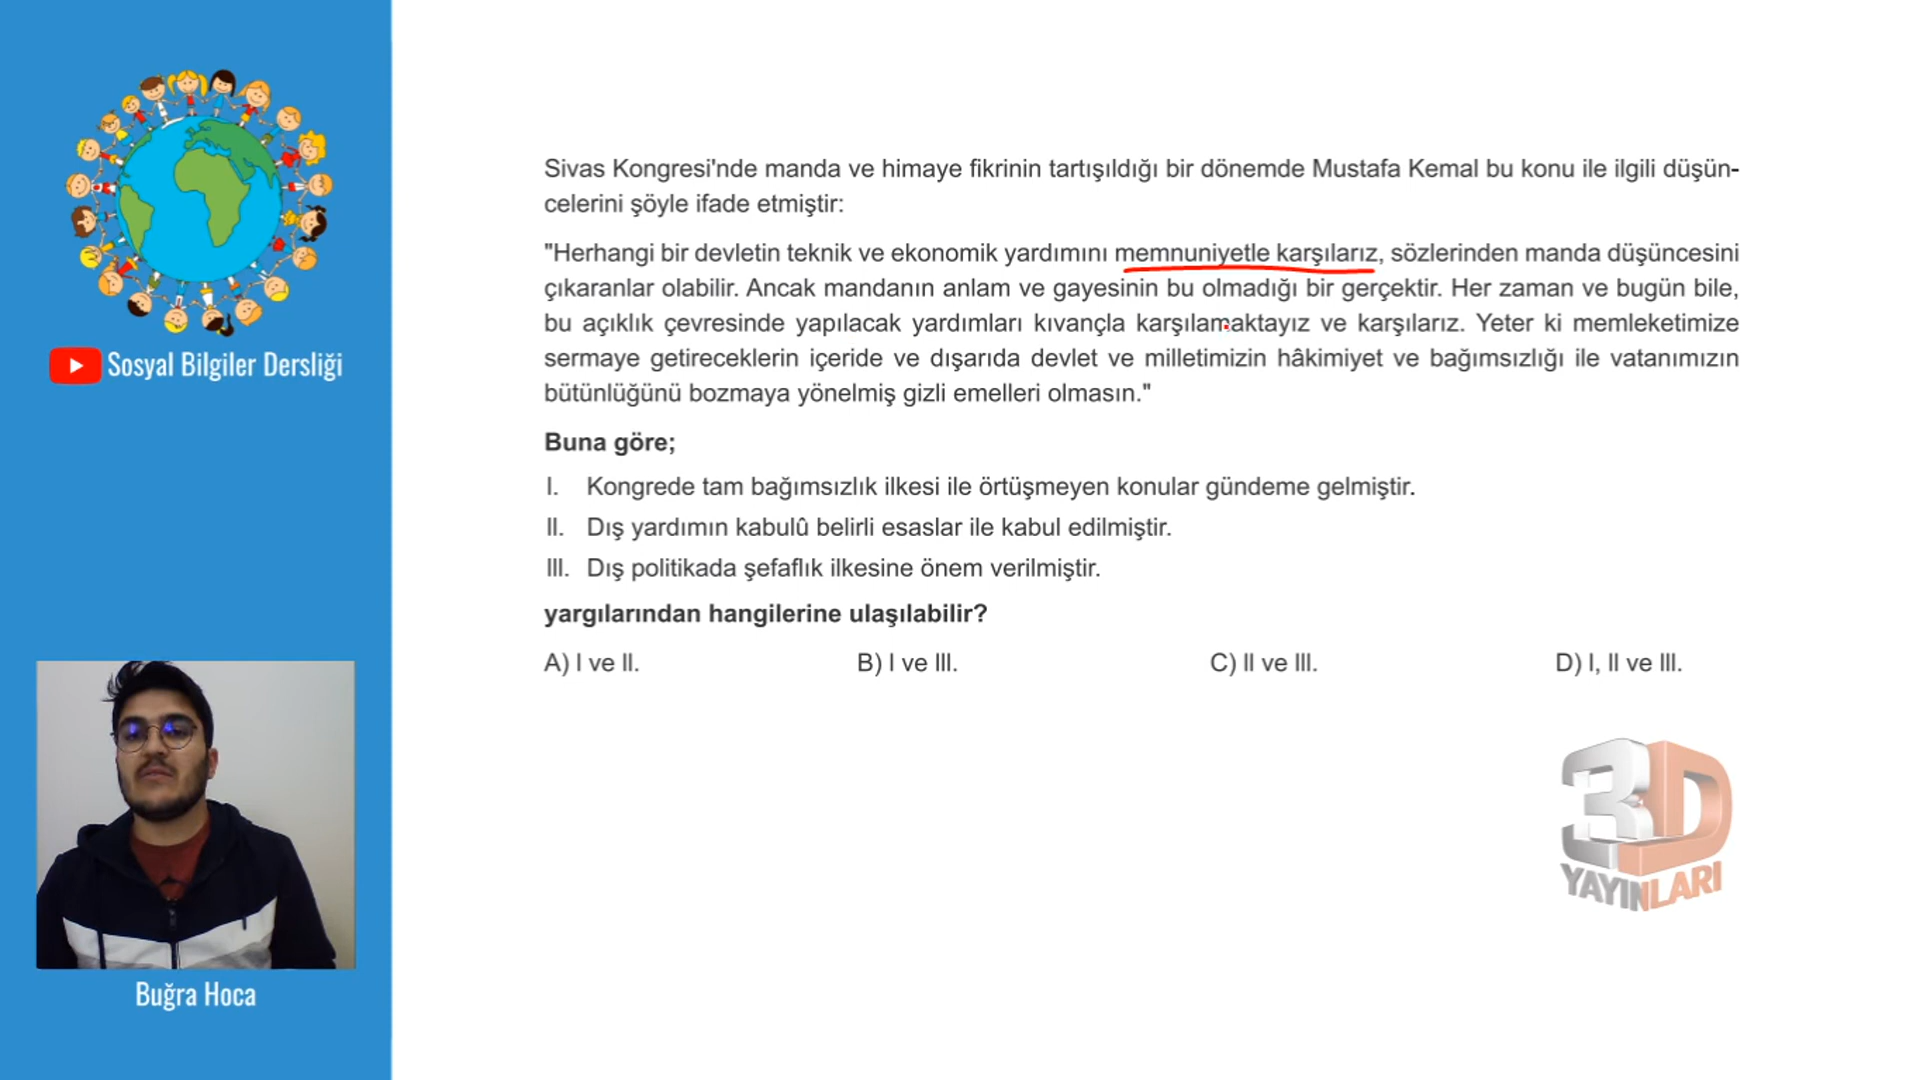 Sosyal Bilgiler Dersliği
Buğra Hoca
Sivas Kongresi'nde manda ve himaye fikrinin tartışıldığı bir dönemde Mustafa Kemal bu konu ile ilgili düşün-
celerini şöyle ifade etmiştir:
"Herhangi bir devletin teknik ve ekonomik yardımını memnuniyetle karşılarız, sözlerinden manda düşüncesini
çıkaranlar olabilir. Ancak mandanın anlam ve gayesinin bu olmadığı bir gerçektir. Her zaman ve bugün bile,
bu açıklık çevresinde yapılacak yardımları kıvançla karşılamaktayız ve karşılarız. Yeter ki memleketimize
sermaye getireceklerin içeride ve dışarıda devlet ve milletimizin hâkimiyet ve bağımsızlığı ile vatanımızın
bütünlüğünü bozmaya yönelmiş gizli emelleri olmasın."
Buna göre;
I. Kongrede tam bağımsızlık ilkesi ile örtüşmeyen konular gündeme gelmiştir.
II. Dış yardımın kabulû belirli esaslar ile kabul edilmiştir.
III. Dış politikada şefaflık ilkesine önem verilmiştir.
yargılarından hangilerine ulaşılabilir?
A) I ve II. B) I ve III. C) II ve III. D) I, II ve III.
3D
YAYINLARI